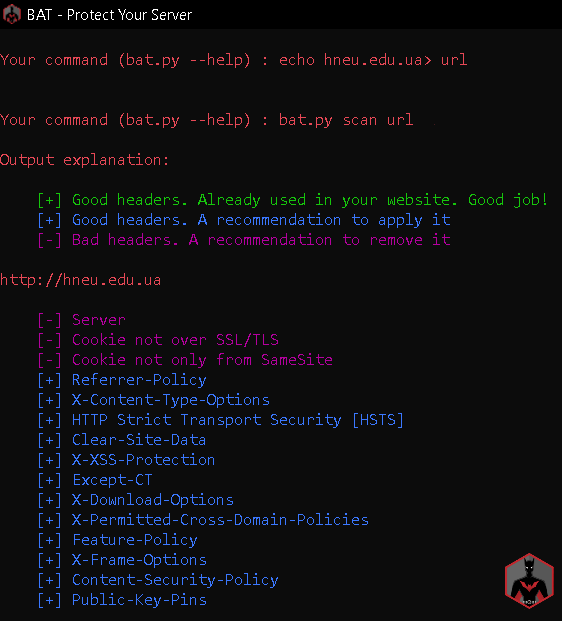 BAT - Protect Your Server
Your command (bat.py --help) : echo hneu.edu.ua> url
Your command (bat.py --help) : bat.py scan url
Output explanation:
[+] Good headers. Already used in your website. Good job!
[+] Good headers. A recommendation to apply it
[-] Bad headers. A recommendation to remove it
http://hneu.edu.ua
[-] Server
[-] Cookie not over SSL/TLS
[-] Cookie not only from SameSite
[+] Referrer-Policy
[+] X-Content-Type-Options
[+] HTTP Strict Transport Security [HSTS]
[+] Clear-Site-Data
[+] X-XSS-Protection
[+] Except-CT
[+] X-Download-Options
[+] X-Permitted-Cross-Domain-Policies
[+] Feature-Policy
[+] X-Frame-Options
[+] Content-Security-Policy
[+] Public-Key-Pins